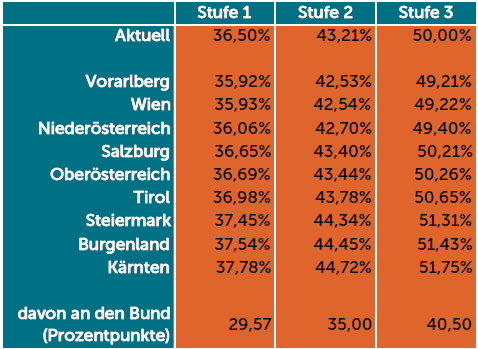 Stufe 1 Stufe 2 Stufe 3
Aktuell 36,50% 43,21% 50,00%
Vorarlberg 35,92% 42,53% 49,21%
Wien 35,93% 42,54% 49,22%
Niederösterreich 36,06% 42,70% 49,40%
Salzburg 36,65% 43,40% 50,21%
Oberösterreich 36,69% 43,44% 50,26%
Tirol 36,98% 43,78% 50,65%
Steiermark 37,45% 44,34% 51,31%
Burgenland 37,54% 44,45% 51,43%
Kärnten 37,78% 44,72% 51,75%
davon an den Bund
(Prozentpunkte) 29,57 35,00 40,50